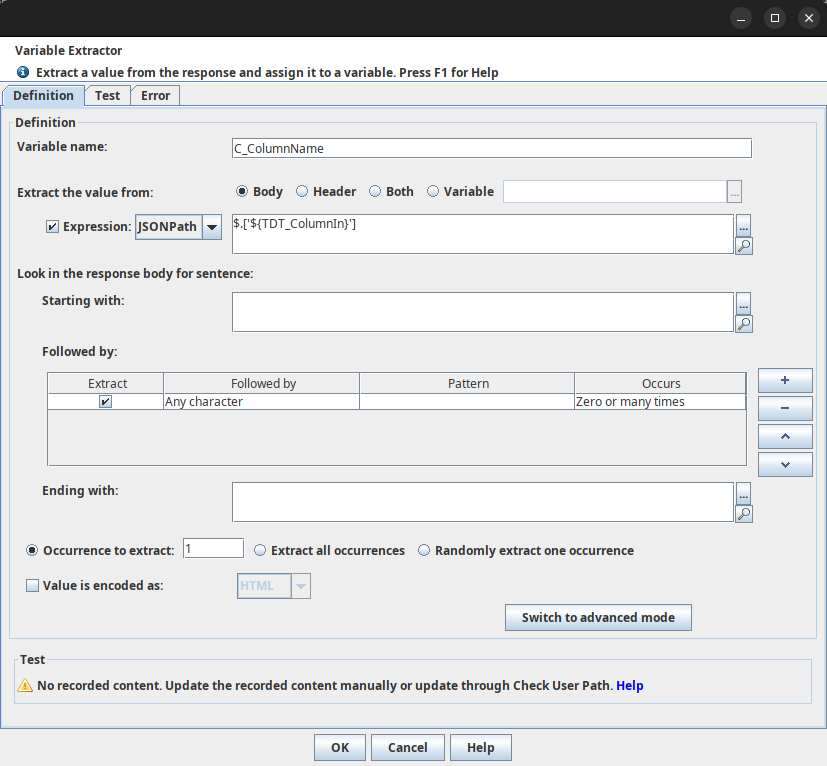 Variable Extractor
Extract a value from the response and assign it to a variable. Press F1 for Help
Definition Test Error
Definition
Variable name: C_ColumnName
Extract the value from: Body Header Both Variable ...
Expression: JSONPath $.['${TDT_ColumnIn}'] ...
Look in the response body for sentence:
Starting with: ...
Followed by:
Extract Followed by Pattern Occurs
Any character Zero or many times
Ending with: ...
Occurrence to extract: 1 Extract all occurrences Randomly extract one occurrence
Value is encoded as: HTML
Switch to advanced mode
Test
No recorded content. Update the recorded content manually or update through Check User Path. Help
OK Cancel Help